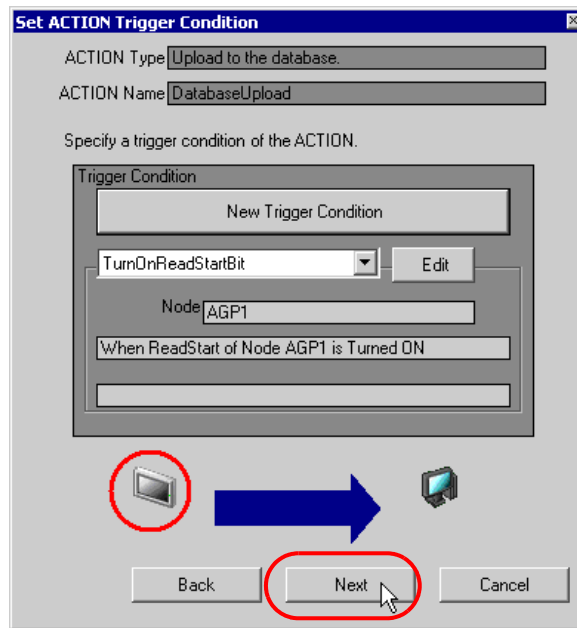 Set ACTION Trigger Condition
ACTION Type Upload to the database.
ACTION Name DatabaseUpload
Specify a trigger condition of the ACTION.
Trigger Condition
New Trigger Condition
TurnOnReadStartBit Edit
Node AGP1
When ReadStart of Node AGP1 is Turned ON
Back Next Cancel